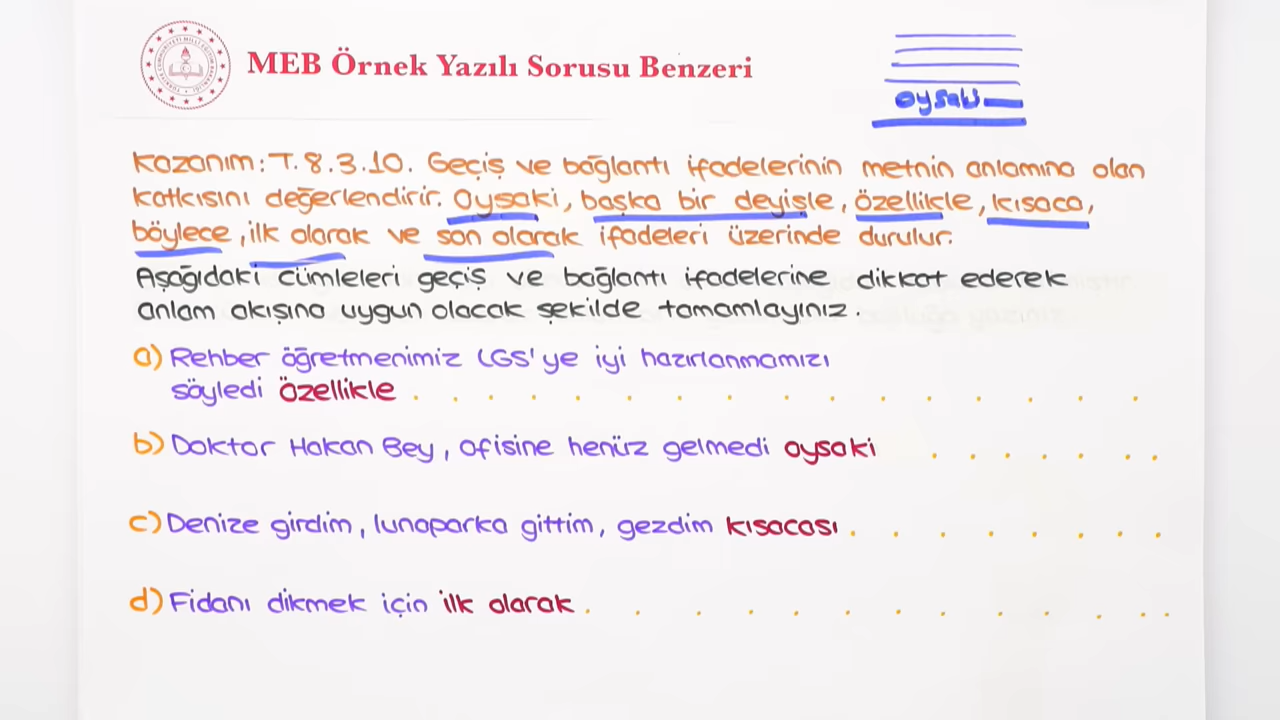 MEB Örnek Yazılı Sorusu Benzeri
oysaki
Kazanım: T.8.3.10. Geçiş ve bağlantı ifadelerinin metnin anlamına olan
katkısını değerlendirir. Oysaki, başka bir deyişle, özellikle, kısaca,
böylece, ilk olarak ve son olarak ifadeleri üzerinde durulur.
Aşağıdaki cümleleri geçiş ve bağlantı ifadelerine dikkat ederek
anlam akışına uygun olacak şekilde tamamlayınız.
a) Rehber öğretmenimiz LGS'ye iyi hazırlanmamızı
söyledi özellikle . . . . . . . . . . . . . . .
b) Doktor Hakan Bey, ofisine henüz gelmedi oysaki . . . . . . .
c) Denize girdim, lunaparka gittim, gezdim kısacası . . . . . . . .
d) Fidanı dikmek için ilk olarak . . . . . . . . . . .